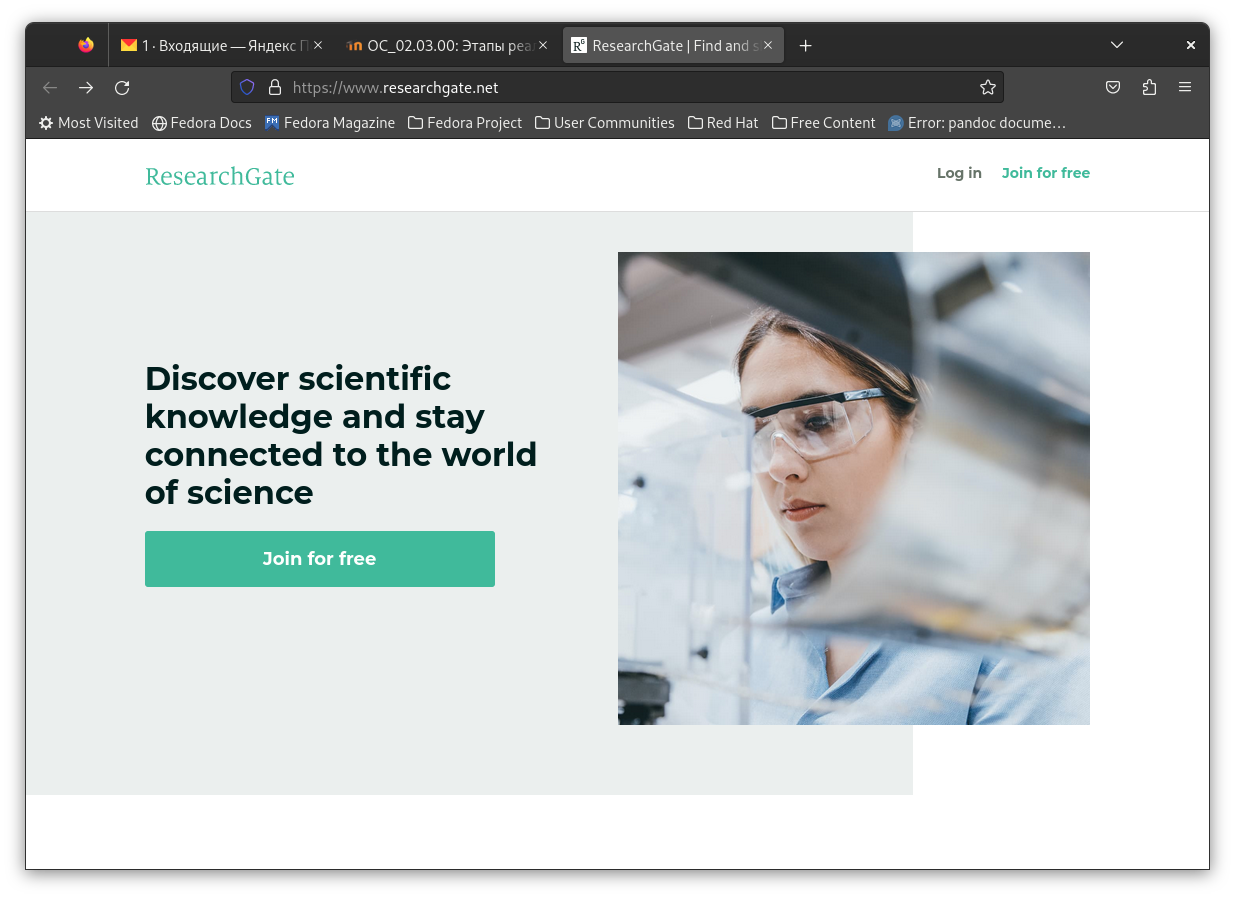 1 · Входящие — Яндекс П
ОС_02.03.00: Этапы реа
RG ResearchGate | Find and s
https://www.researchgate.net
Most Visited Fedora Docs FM Fedora Magazine Fedora Project User Communities Red Hat Free Content Error: pandoc docume…
ResearchGate
Log in Join for free
Discover scientific
knowledge and stay
connected to the world
of science
Join for free